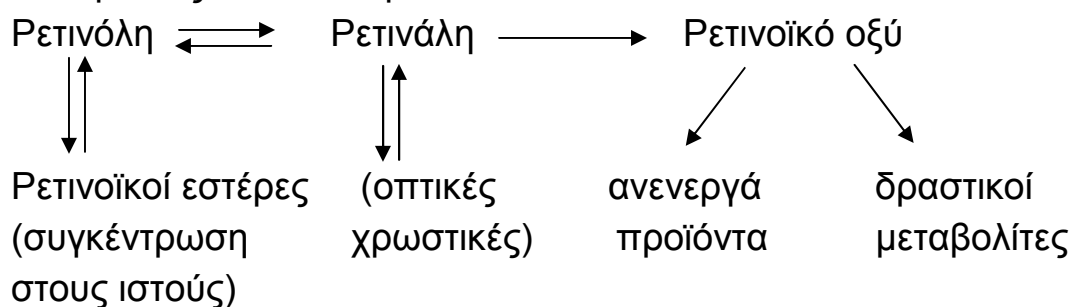 Ρετινόλη Ρετινάλη Ρετινοϊκό οξύ
Ρετινοϊκοί εστέρες (οπτικές ανενεργά δραστικοί
(συγκέντρωση χρωστικές) προϊόντα μεταβολίτες
στους ιστούς)